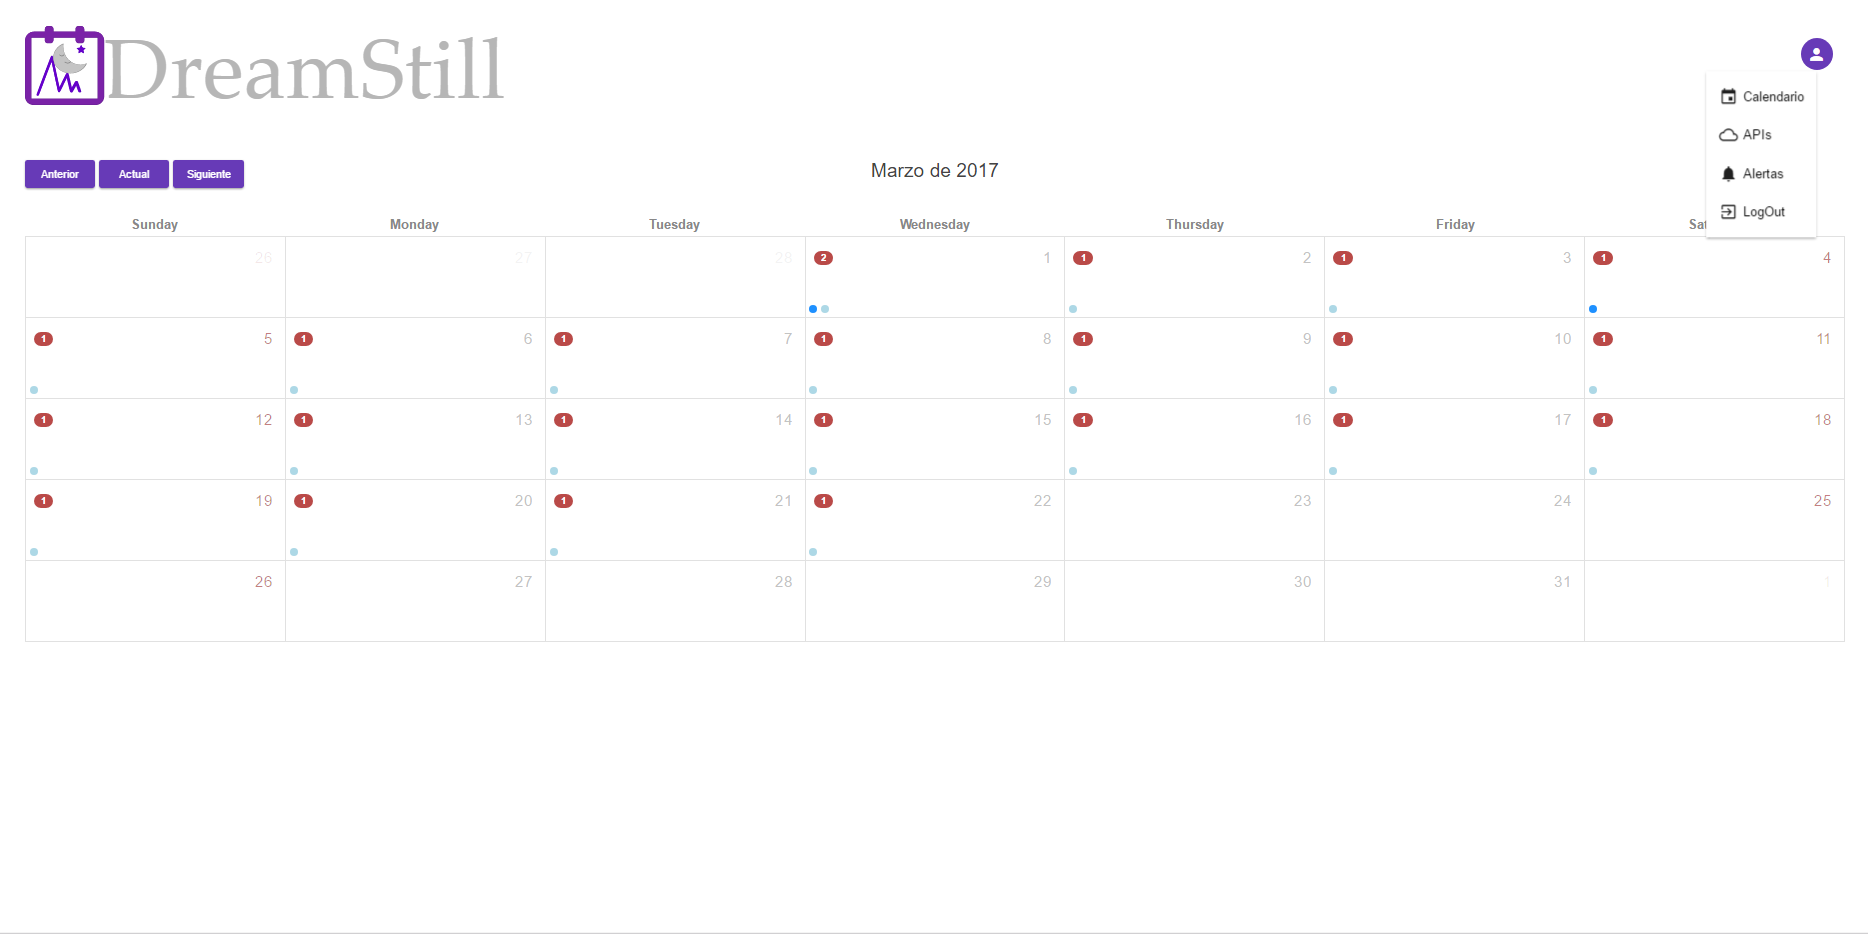 DreamStill
Calendario
APIs
Alertas
LogOut
Anterior Actual Siguiente
Marzo de 2017
Sunday Monday Tuesday Wednesday Thursday Friday Sat
26 27 28 2 1 1 2 1 3 1 4
1 5 1 6 1 7 1 8 1 9 1 10 1 11
1 12 1 13 1 14 1 15 1 16 1 17 1 18
1 19 1 20 1 21 1 22 23 24 25
26 27 28 29 30 31 1